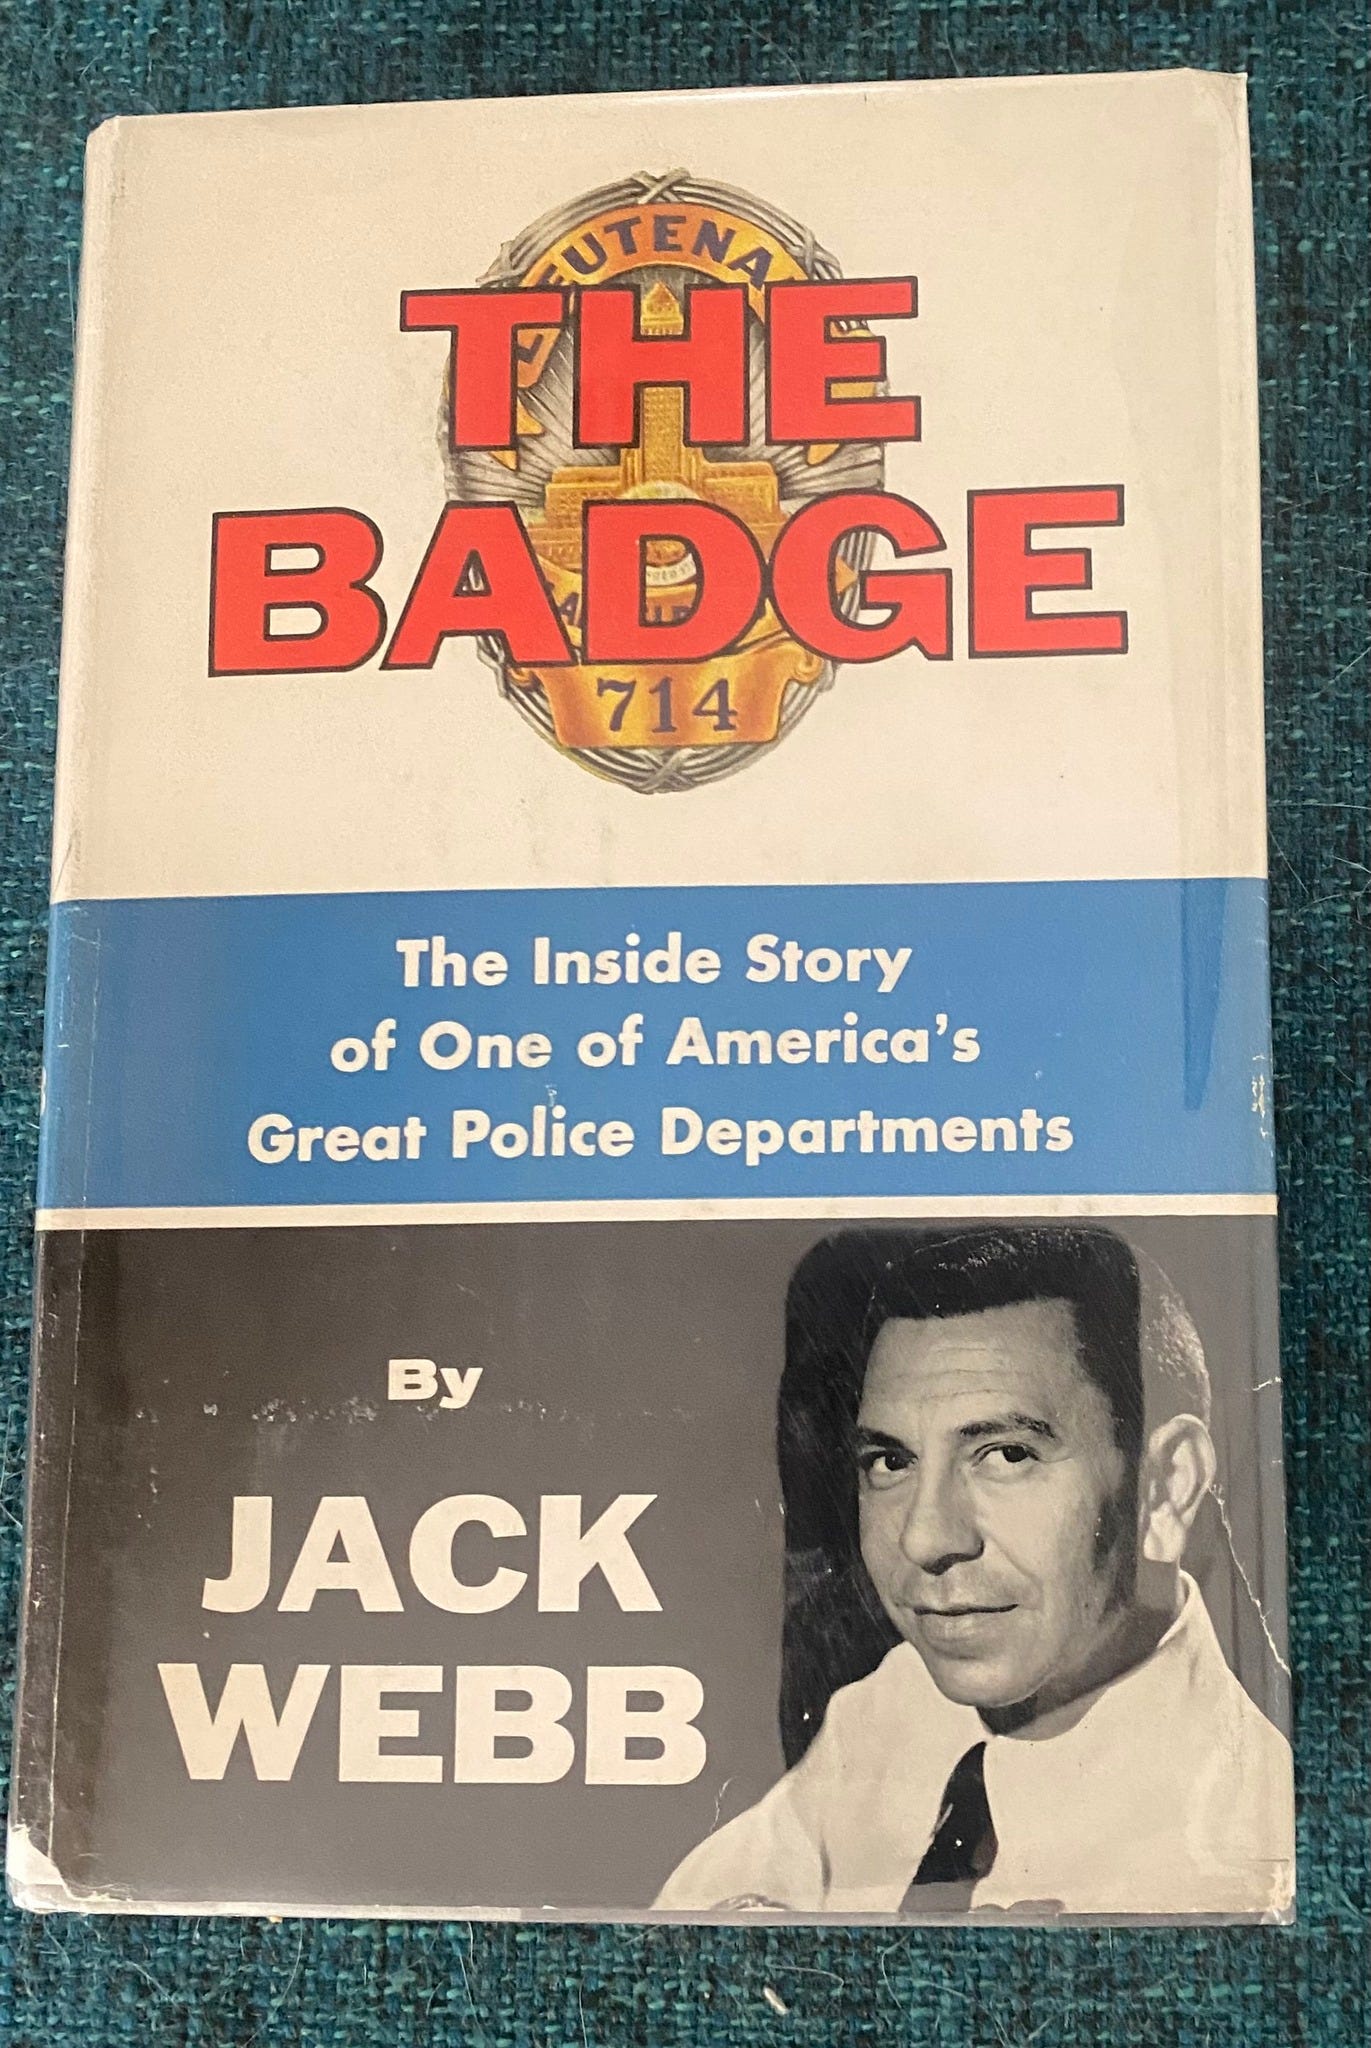 THE
BADGE
714
The Inside Story
of One of America's
Great Police Departments
By
JACK
WEBB